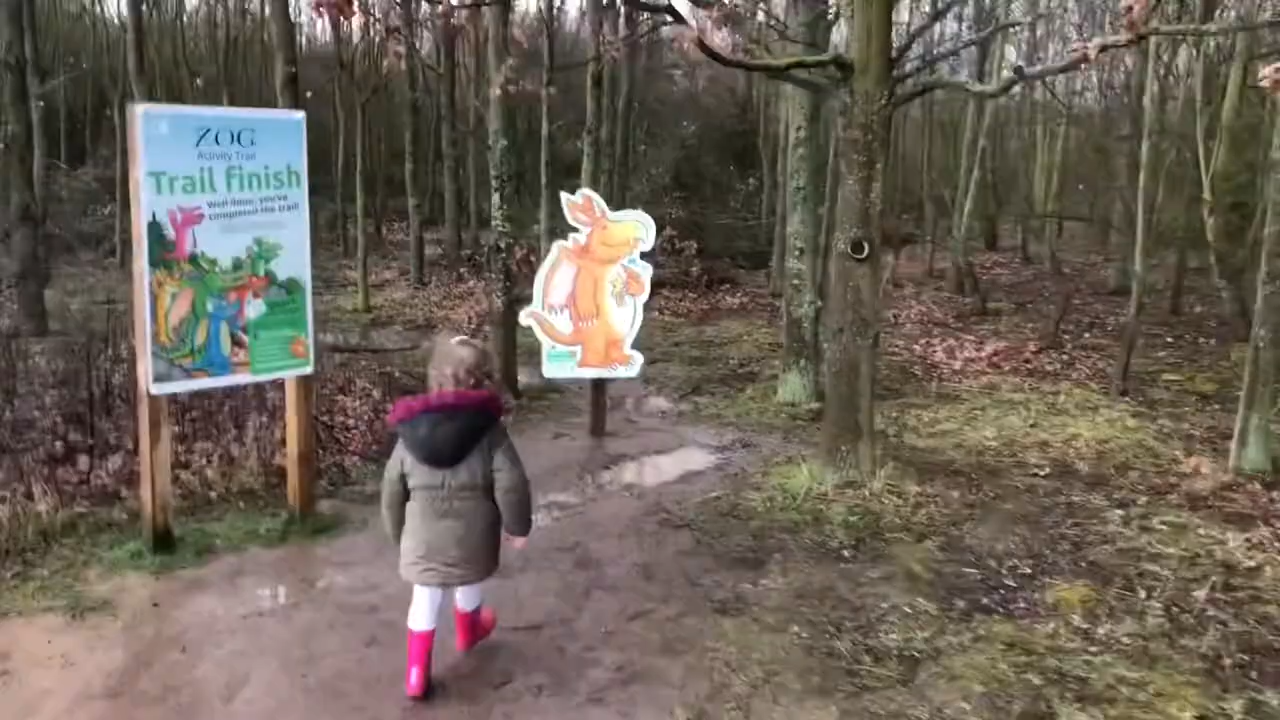 ZOG
Activity Trail
Trail finish
Well done, you've
completed the trail!